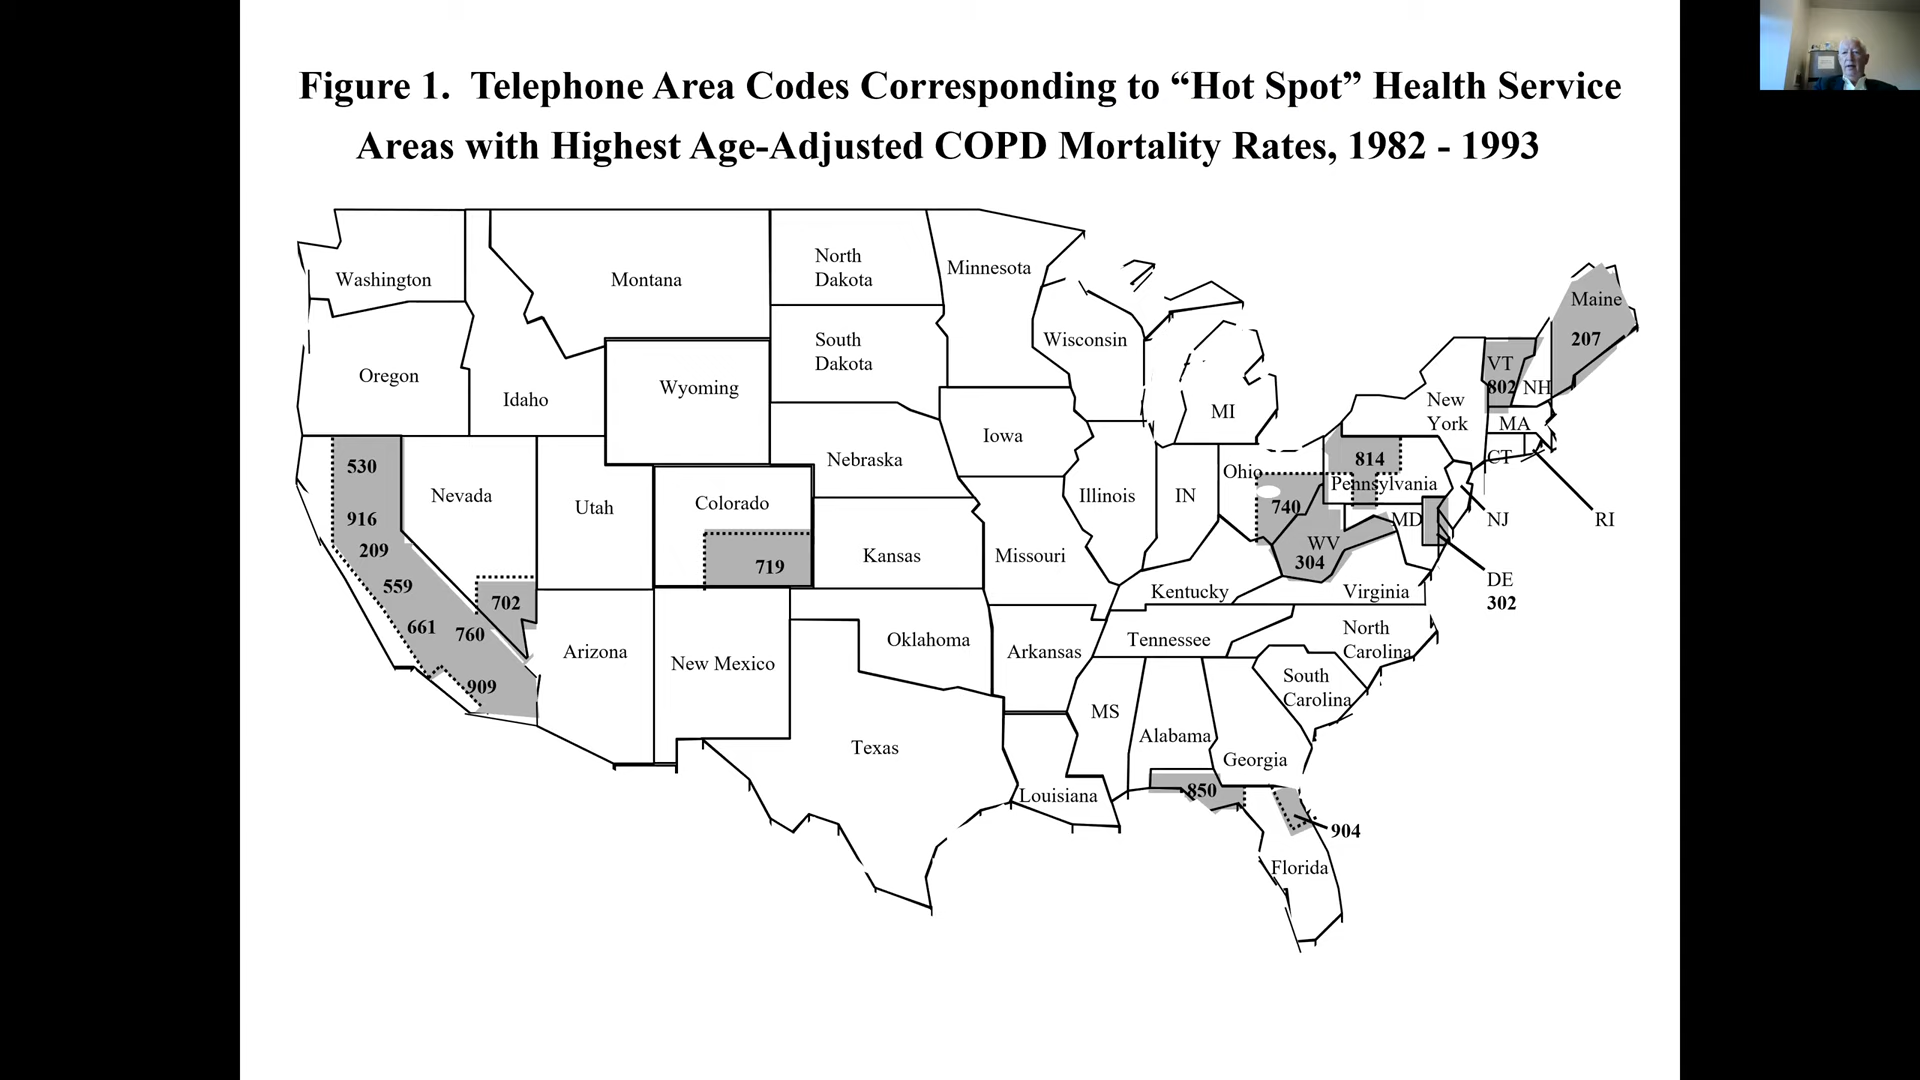 Figure 1. Telephone Area Codes Corresponding to “Hot Spot” Health Service
Areas with Highest Age-Adjusted COPD Mortality Rates, 1982 - 1993
Washington
Montana
North
Dakota
Minnesota
Oregon
Idaho
Wyoming
South
Dakota
Wisconsin
MI
Maine
207
VT
802
NH
New
York
MA
CT
RI
530
916
209
559
661
760
909
Nevada
702
Utah
Colorado
719
Nebraska
Kansas
Iowa
Missouri
Illinois
IN
Ohio
740
814
Pennsylvania
NJ
MD
WV
304
DE
302
Kentucky
Virginia
Arizona
New Mexico
Oklahoma
Arkansas
Tennessee
North
Carolina
South
Carolina
Texas
Louisiana
MS
Alabama
Georgia
850
904
Florida